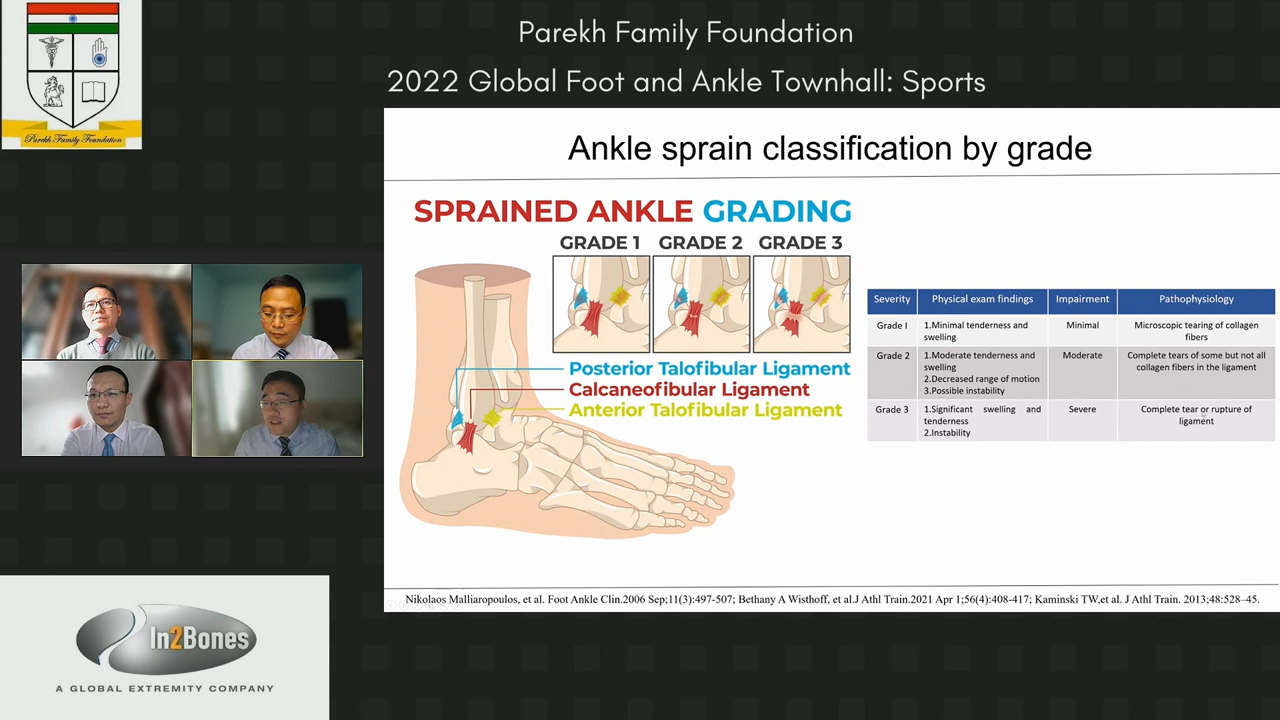 Parekh Family Foundation
2022 Global Foot and Ankle Townhall: Sports
Parekh Family Foundation
Ankle sprain classification by grade
SPRAINED ANKLE GRADING
GRADE 1 GRADE 2 GRADE 3
Posterior Talofibular Ligament
Calcaneofibular Ligament
Anterior Talofibular Ligament
Severity Physical exam findings Impairment Pathophysiology
Grade I 1.Minimal tenderness and swelling Minimal Microscopic tearing of collagen fibers
Grade 2 1.Moderate tenderness and swelling 2.Decreased range of motion 3.Possible instability Moderate Complete tears of some but not all collagen fibers in the ligament
Grade 3 1.Significant swelling and tenderness 2.Instability Severe Complete tear or rupture of ligament
Nikolaos Malliaropoulos, et al. Foot Ankle Clin.2006 Sep;11(3):497-507; Bethany A Wisthoff, et al.J Athl Train.2021 Apr 1;56(4):408-417; Kaminski TW,et al. J Athl Train. 2013;48:528–45.
In2Bones
A GLOBAL EXTREMITY COMPANY